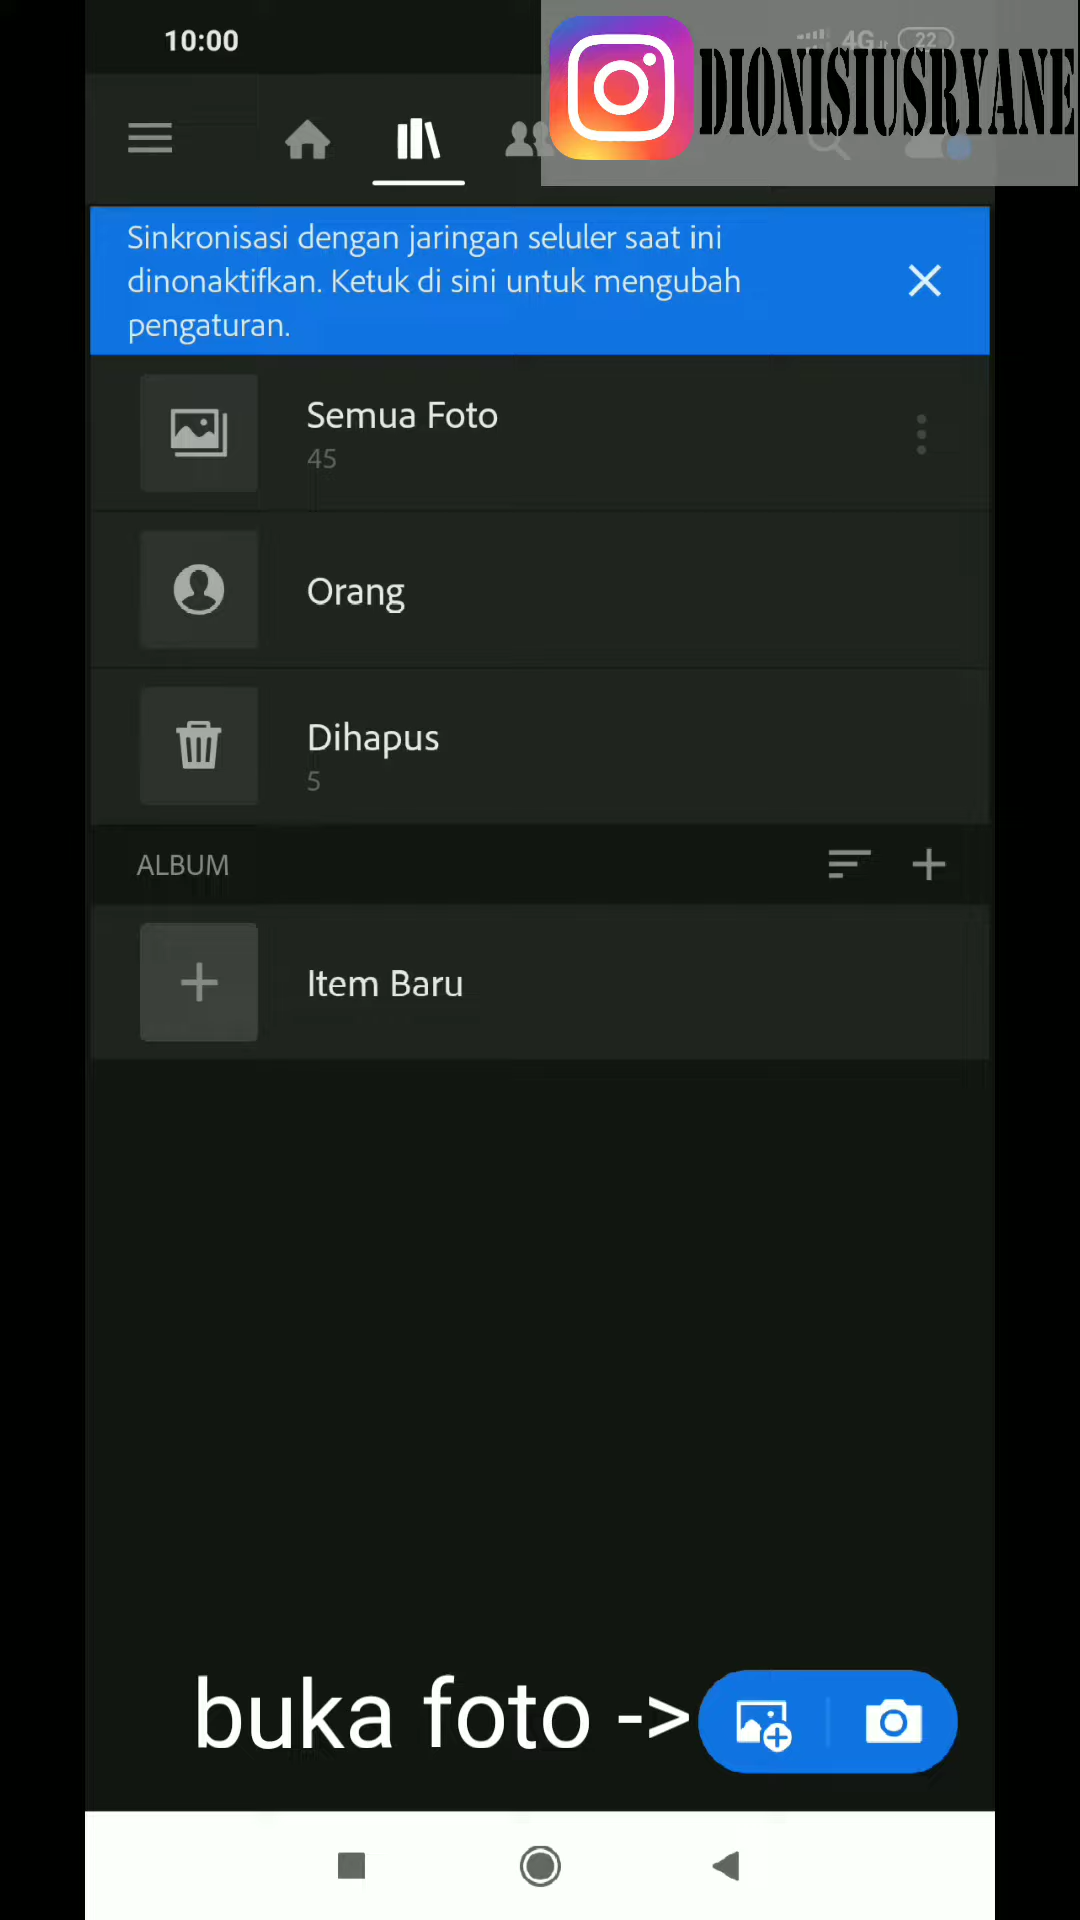 10:00
4G
22
DIONISIUSRYANE
Sinkronisasi dengan jaringan seluler saat ini
dinonaktifkan. Ketuk di sini untuk mengubah
pengaturan.
Semua Foto
45
Orang
Dihapus
5
ALBUM
Item Baru
buka foto ->